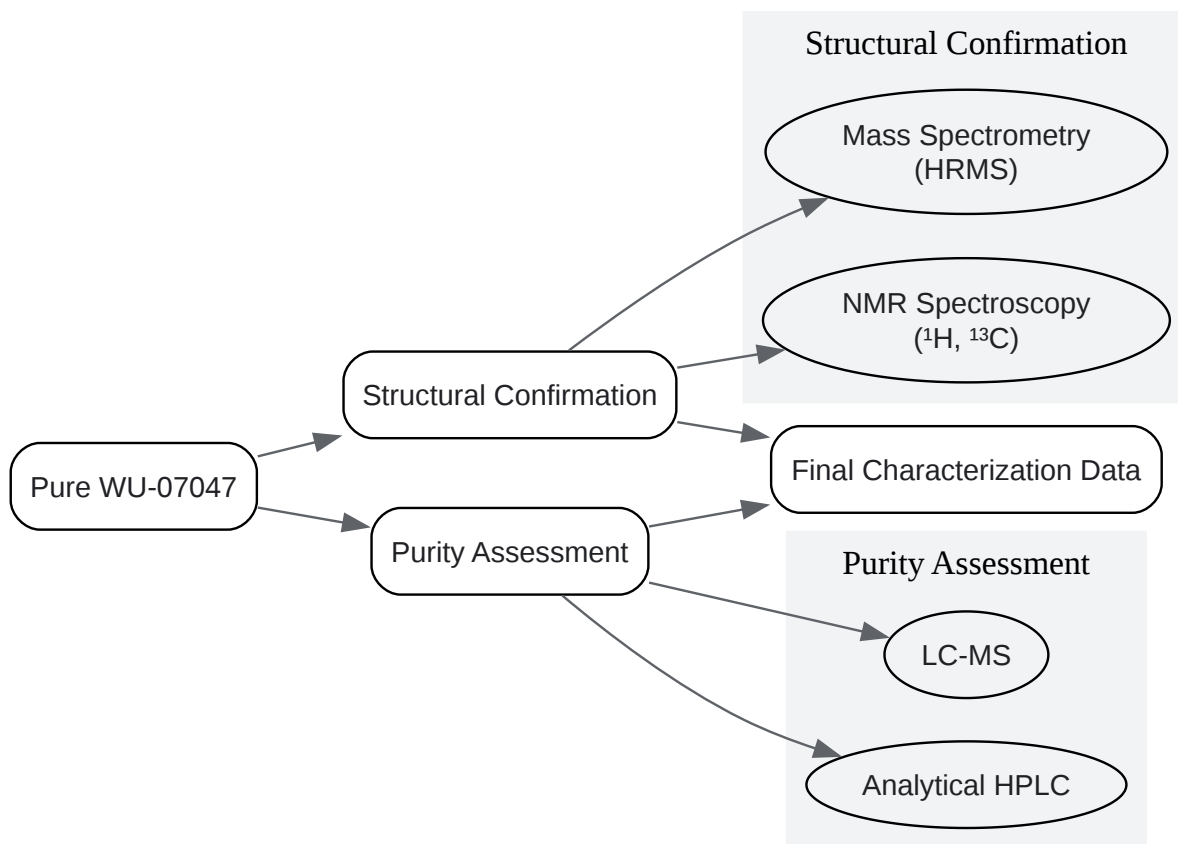 Structural Confirmation
Mass Spectrometry
(HRMS)
NMR Spectroscopy
(¹H, ¹³C)
Structural Confirmation
Final Characterization Data
Pure WU-07047
Purity Assessment
Purity Assessment
LC-MS
Analytical HPLC